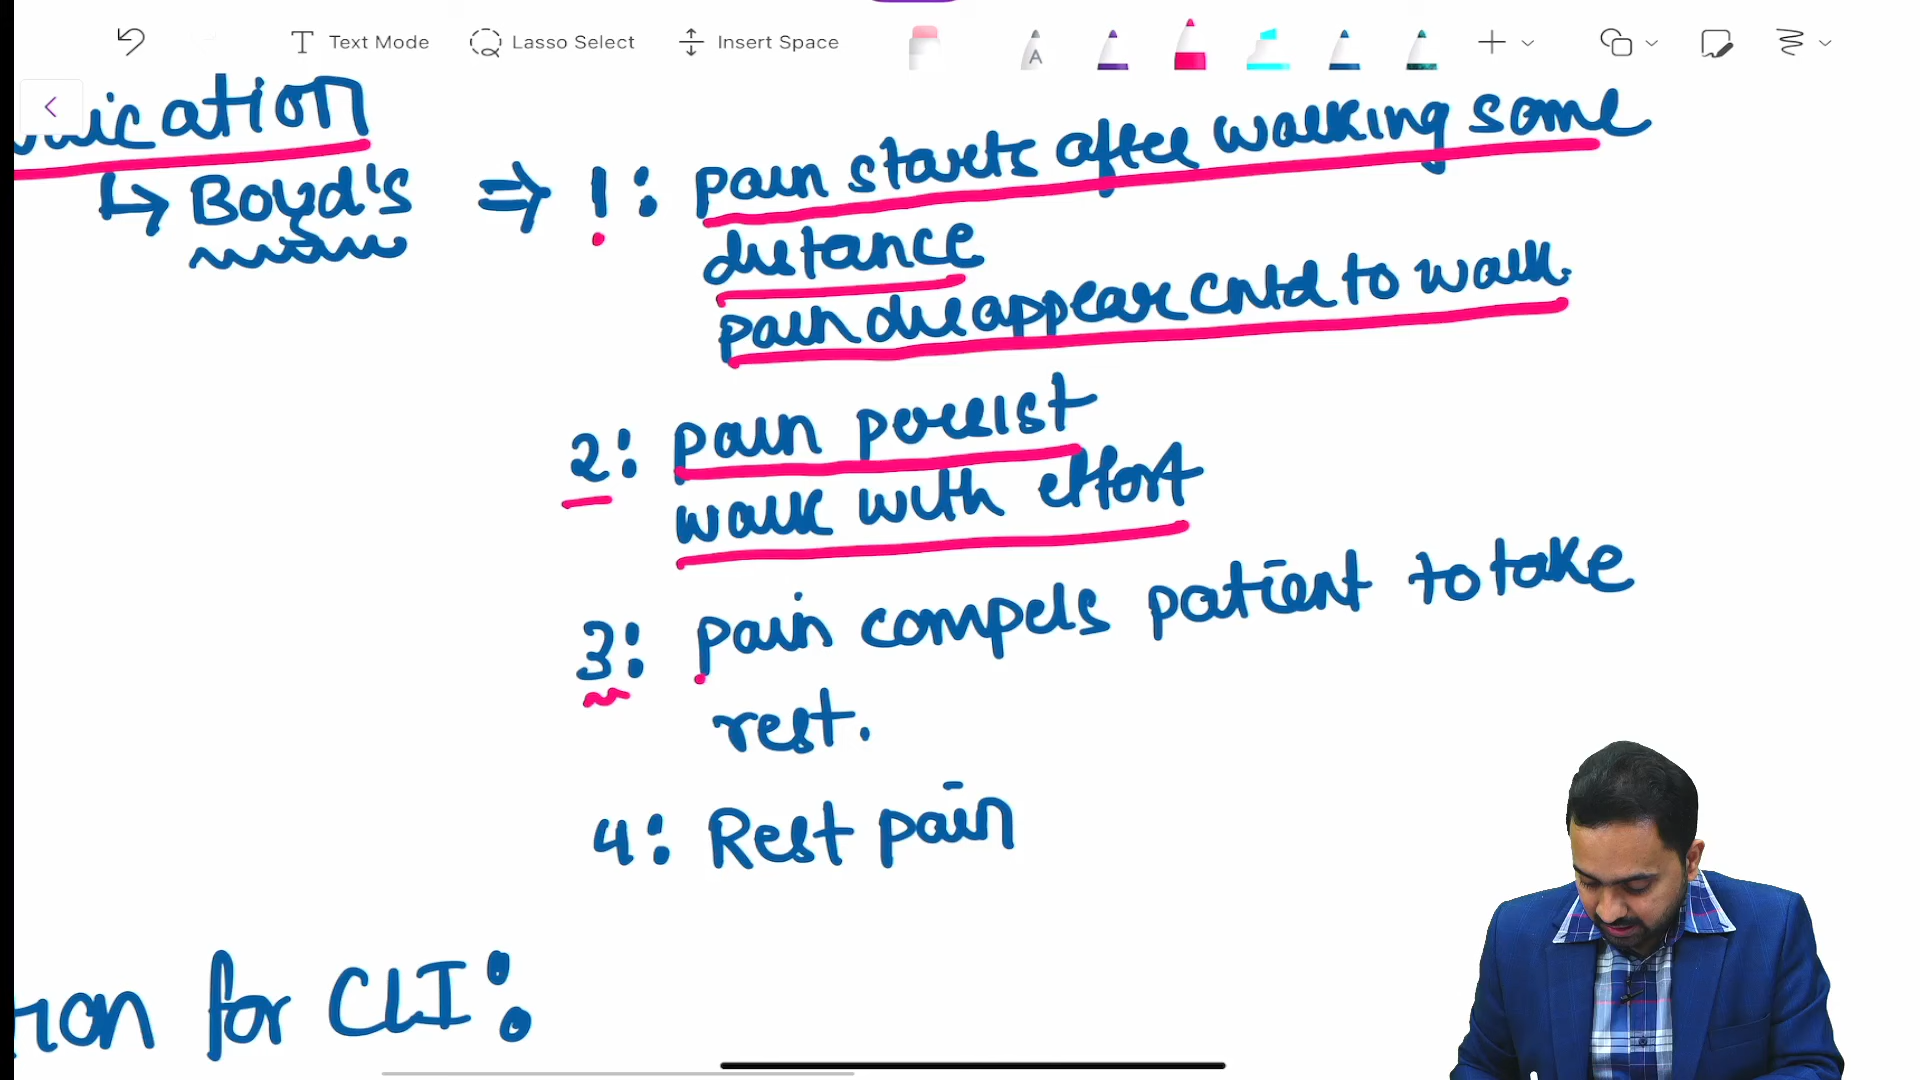 Text Mode Lasso Select Insert Space A
ication
↳ Boyd's ⇒ 1: pain starts after walking some
distance
pain disappear cntd to walk.
2: pain persist
walk with effort
3: pain compels patient to take
rest.
4: Rest pain
for CLI: